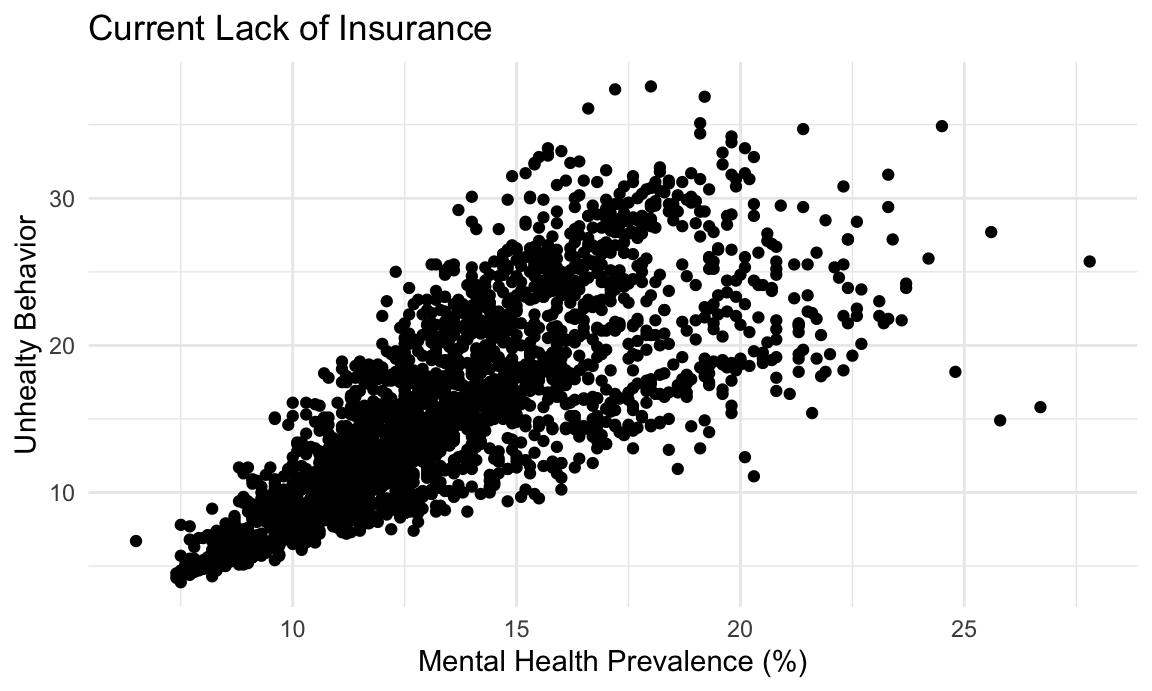 Current Lack of Insurance
Unhealty Behavior
30
20
10
10 15 20 25
Mental Health Prevalence (%)